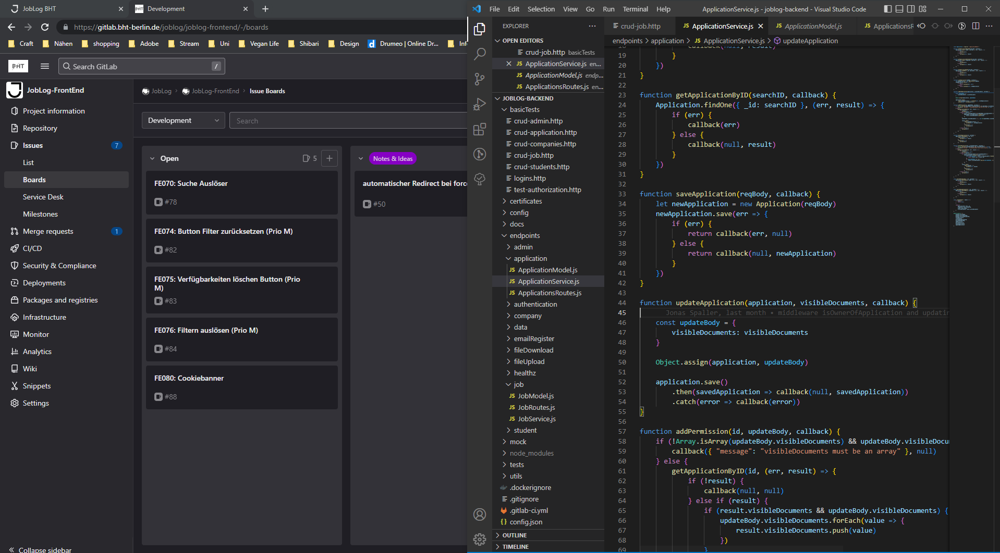 JobLog BHT
Development
https://gitlab.bht-berlin.de/joblog/joblog-frontend/-/boards
Craft
Nähen
shopping
Adobe
Stream
Uni
Vegan Life
Shibari
Design
Drumeo | Online Dr...
Inf
BHT
Search GitLab
/
JobLog-FrontEnd
Project information
Repository
Issues 7
List
Boards
Service Desk
Milestones
Merge requests 1
CI/CD
Security & Compliance
Deployments
Packages and registries
Infrastructure
Monitor
Analytics
Wiki
Snippets
Settings
Collapse sidebar
JobLog › JobLog-FrontEnd › Issue Boards
Development
Search
Open
5
FE070: Suche Auslöser
#78
FE074: Button Filter zurücksetzen (Prio M)
#82
FE075: Verfügbarkeiten löschen Button (Prio
M)
#83
FE076: Filtern auslösen (Prio M)
#84
FE080: Cookiebanner
#88
Notes & Ideas
automatischer Redirect bei force
#50
File Edit Selection View Go Run Terminal Help
ApplicationService.js - joblog-backend - Visual Studio Code
EXPLORER
OPEN EDITORS
crud-job.http basicTests
ApplicationService.js en...
ApplicationModel.js endp...
ApplicationsRoutes.js en...
JOBLOG-BACKEND
basicTests
crud-admin.http
crud-application.http
crud-companies.http
crud-job.http
crud-students.http
logins.http
test-authorization.http
certificates
config
docs
endpoints
admin
application
ApplicationModel.js
ApplicationService.js
ApplicationsRoutes.js
authentication
company
data
emailRegister
fileDownload
fileUpload
healthz
job
JobModel.js
JobRoutes.js
JobService.js
student
mock
node_modules
tests
utils
.dockerignore
.gitignore
.gitlab-ci.yml
config.json
OUTLINE
TIMELINE
crud-job.http
ApplicationService.js
ApplicationModel.js
ApplicationsR
endpoints > application > JS ApplicationService.js > updateApplication
18 callback(null, result)
19 }
20 })
21 }
22
23 function getApplicationByID(searchID, callback) {
24 Application.findOne({ _id: searchID }, (err, result) => {
25 if (err) {
26 callback(err)
27 } else {
28 callback(null, result)
29 }
30 })
31 }
32
33 function saveApplication(reqBody, callback) {
34 let newApplication = new Application(reqBody)
35 newApplication.save(err => {
36 if (err) {
37 return callback(err, null)
38 } else {
39 return callback(null, newApplication)
40 }
41 })
42 }
43
44 function updateApplication(application, visibleDocuments, callback) {
45 Jonas Spaller, last month • middleware isOwnerOfApplication and updatin
46 const updateBody = {
47 visibleDocuments: visibleDocuments
48 }
49
50 Object.assign(application, updateBody)
51
52 application.save()
53 .then(savedApplication => callback(null, savedApplication))
54 .catch(error => callback(error))
55 }
56
57 function addPermission(id, updateBody, callback) {
58 if (!Array.isArray(updateBody.visibleDocuments) && updateBody.visibleDocu
59 callback({ "message": "visibleDocuments must be an array" }, null)
60 } else {
61 getApplicationByID(id, (err, result) => {
62 if (!result) {
63 callback(null, null)
64 } else if (result) {
65 if (result.visibleDocuments && updateBody.visibleDocuments) {
66 updateBody.visibleDocuments.forEach(value => {
67 result.visibleDocuments.push(value)
68 })
69 }